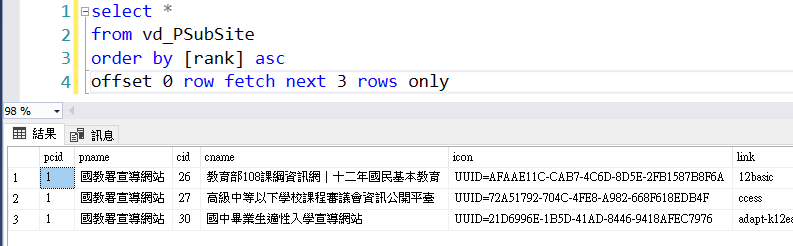 1 select *
2 from vd_PSubSite
3 order by [rank] asc
4 offset 0 row fetch next 3 rows only
98 %
結果 訊息
pcid pname cid cname icon link
1 1 國教署宣導網站 26 教育部108課綱資訊網|十二年國民基本教育 UUID=AFAAE11C-CAB7-4C6D-8D5E-2FB1587B8F6A 12basic
2 1 國教署宣導網站 27 高級中等以下學校課程審議會資訊公開平臺 UUID=72A51792-704C-4FE8-A982-668F618EDB4F ccess
3 1 國教署宣導網站 30 國中畢業生適性入學宣導網站 UUID=21D6996E-1B5D-41AD-8446-9418AFEC7976 adapt-k12ea